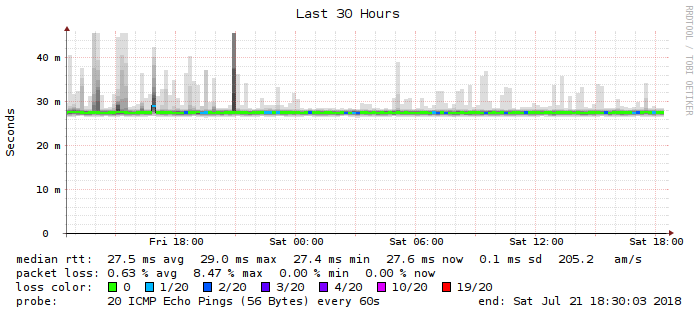 Last 30 Hours
RRDTOOL / TOBI OETIKER
Seconds
40 m
30 m
20 m
10 m
0
Fri 18:00 Sat 00:00 Sat 06:00 Sat 12:00 Sat 18:00
median rtt: 27.5 ms avg 29.0 ms max 27.4 ms min 27.6 ms now 0.1 ms sd 205.2 am/s
packet loss: 0.63 % avg 8.47 % max 0.00 % min 0.00 % now
loss color: 0 1/20 2/20 3/20 4/20 10/20 19/20
probe: 20 ICMP Echo Pings (56 Bytes) every 60s end: Sat Jul 21 18:30:03 2018